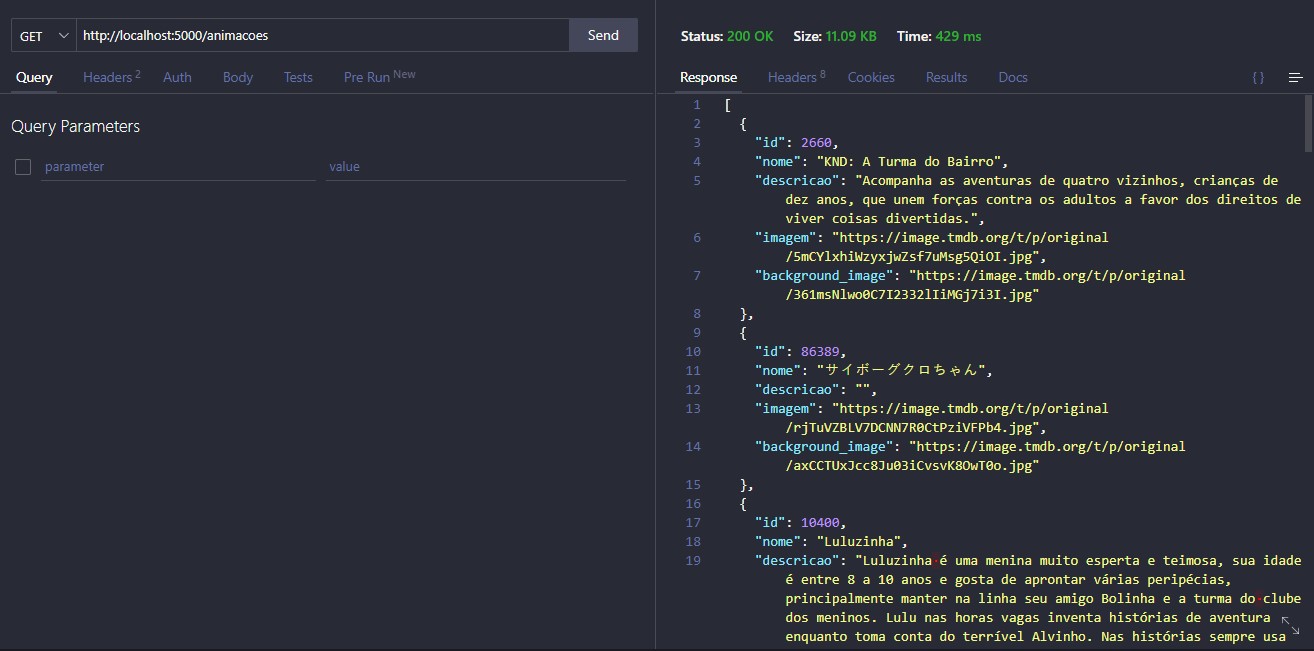 GET http://localhost:5000/animacoes Send
Query Headers 2 Auth Body Tests Pre Run New
Query Parameters
parameter value
Status: 200 OK Size: 11.09 KB Time: 429 ms
Response Headers 8 Cookies Results Docs { }
1 [
2 {
3 "id": 2660,
4 "nome": "KND: A Turma do Bairro",
5 "descricao": "Acompanha as aventuras de quatro vizinhos, crianças de
dez anos, que unem forças contra os adultos a favor dos direitos de
viver coisas divertidas.",
6 "imagem": "https://image.tmdb.org/t/p/original
/5mCYlxhiWzyxjwZsf7uMsg5QiOI.jpg",
7 "background_image": "https://image.tmdb.org/t/p/original
/361msNlwo0C7I2332lIiMGj7i3I.jpg"
8 },
9 {
10 "id": 86389,
11 "nome": "サイボーグクロちゃん",
12 "descricao": "",
13 "imagem": "https://image.tmdb.org/t/p/original
/rjTuVZBLV7DCNN7R0CtPziVFPb4.jpg",
14 "background_image": "https://image.tmdb.org/t/p/original
/axCCTUxJcc8Ju03iCvsvK8OwT0o.jpg"
15 },
16 {
17 "id": 10400,
18 "nome": "Luluzinha",
19 "descricao": "Luluzinha é uma menina muito esperta e teimosa, sua idade
é entre 8 a 10 anos e gosta de aprontar várias peripécias,
principalmente manter na linha seu amigo Bolinha e a turma do clube
dos meninos. Lulu nas horas vagas inventa histórias de aventura
enquanto toma conta do terrível Alvinho. Nas histórias sempre usa